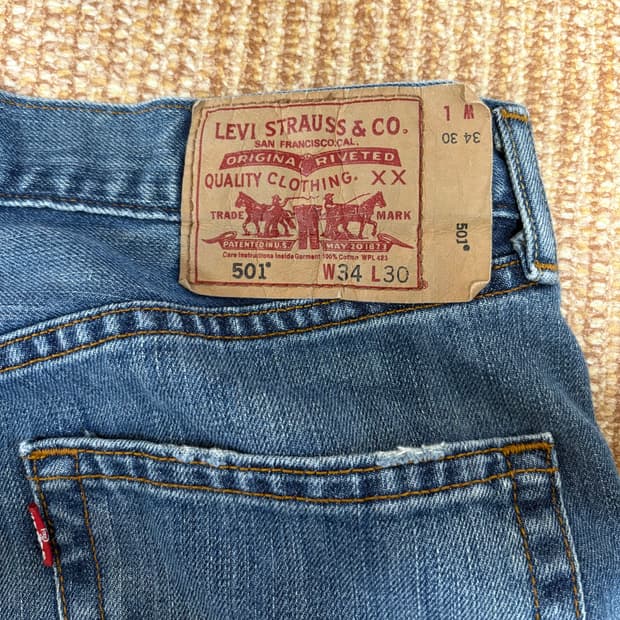 LEVI STRAUSS & CO.
SAN FRANCISCO,CAL.
ORIGINAL RIVETED
QUALITY CLOTHING. XX
TRADE MARK
PATENTED IN U.S. MAY 20 1873
Care Instructions Inside Garment 100% Cotton WPL 423
501® W34 L30
1 M
34 30
501®